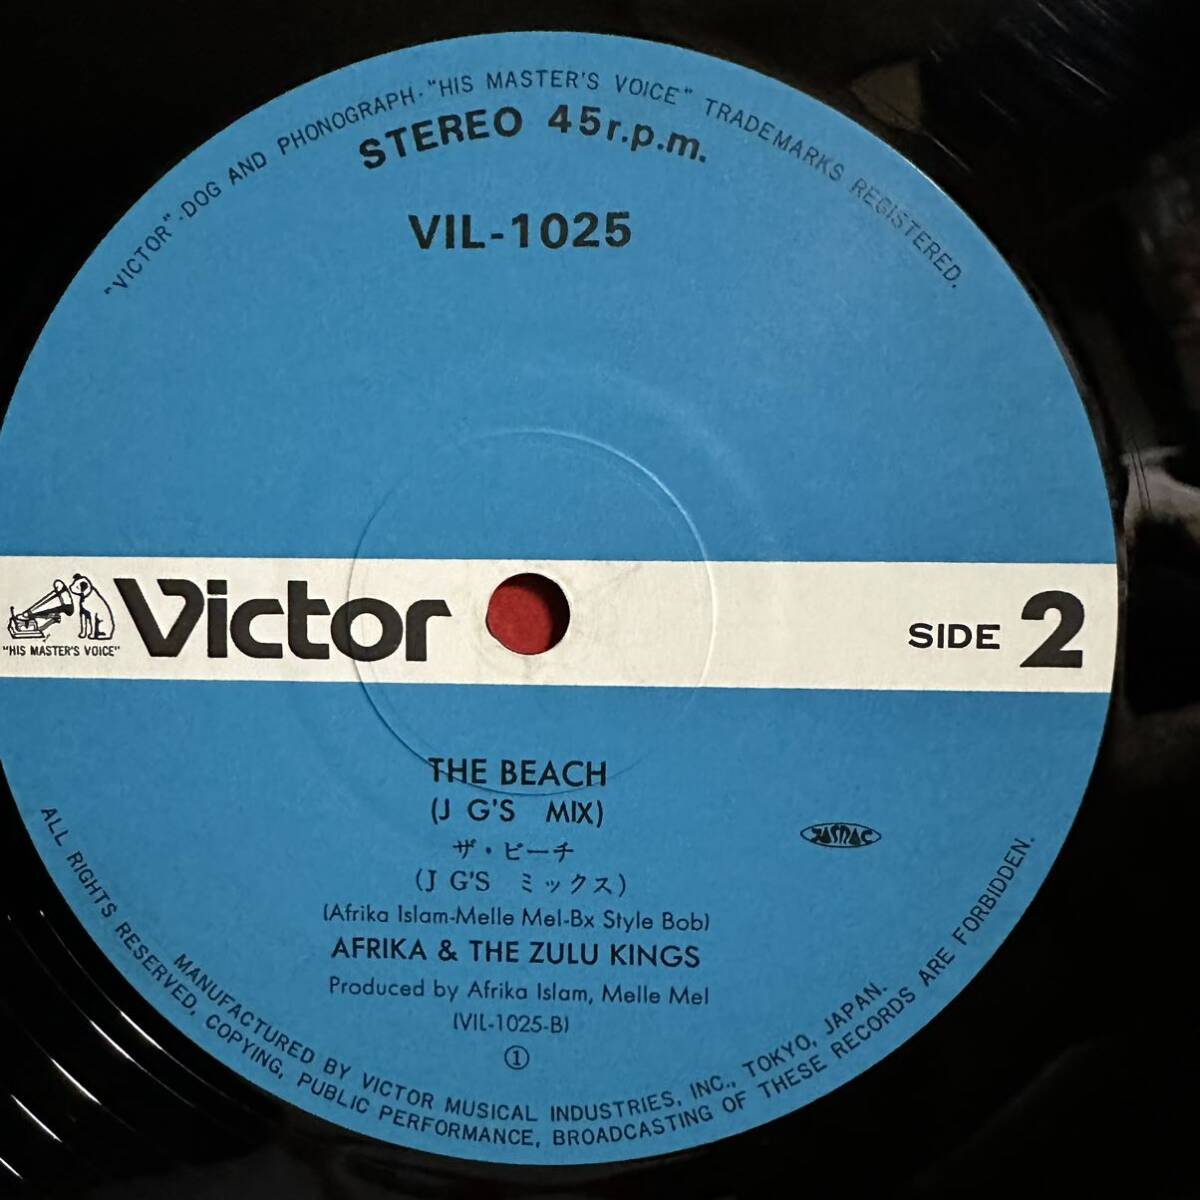 "VICTOR"-DOG AND PHONOGRAPH-"HIS MASTER'S VOICE" TRADEMARKS REGISTERED.
STEREO 45r.p.m.
VIL-1025
"HIS MASTER'S VOICE"
Victor
SIDE 2
THE BEACH
(J G'S MIX)
ザ・ビーチ
(J G'S ミックス)
(Afrika Islam-Melle Mel-Bx Style Bob)
AFRIKA & THE ZULU KINGS
Produced by Afrika Islam, Melle Mel
(VIL-1025-B)
①
JASRAC
MANUFACTURED BY VICTOR MUSICAL INDUSTRIES, INC., TOKYO, JAPAN.
ALL RIGHTS RESERVED, COPYING, PUBLIC PERFORMANCE, BROADCASTING OF THESE RECORDS ARE FORBIDDEN.